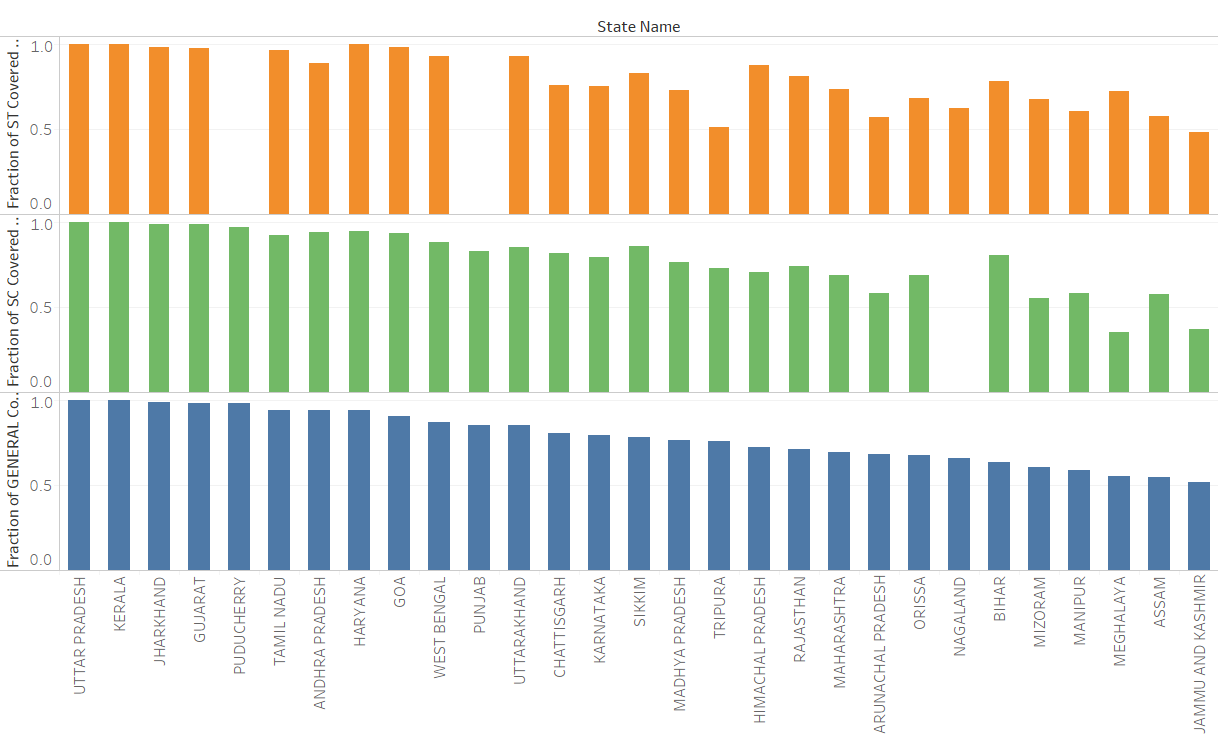 State Name
Fraction of ST Covered ..
1.0
0.5
0.0
Fraction of SC Covered ..
1.0
0.5
0.0
Fraction of GENERAL Co..
1.0
0.5
0.0
UTTAR PRADESH
KERALA
JHARKHAND
GUJARAT
PUDUCHERRY
TAMIL NADU
ANDHRA PRADESH
HARYANA
GOA
WEST BENGAL
PUNJAB
UTTARAKHAND
CHATTISGARH
KARNATAKA
SIKKIM
MADHYA PRADESH
TRIPURA
HIMACHAL PRADESH
RAJASTHAN
MAHARASHTRA
ARUNACHAL PRADESH
ORISSA
NAGALAND
BIHAR
MIZORAM
MANIPUR
MEGHALAYA
ASSAM
JAMMU AND KASHMIR